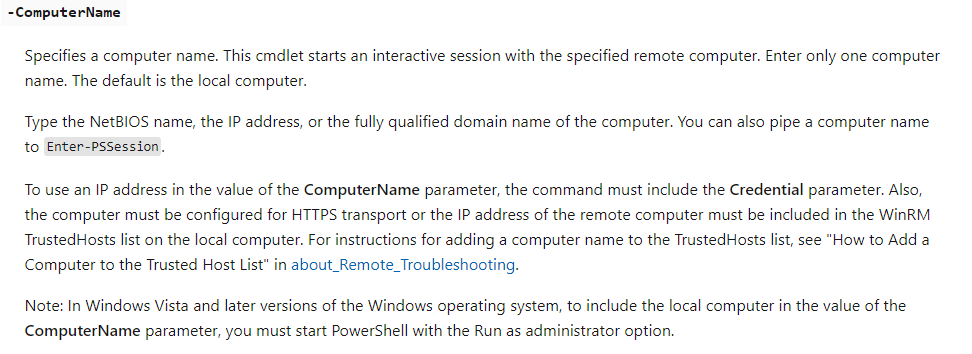 -ComputerName
Specifies a computer name. This cmdlet starts an interactive session with the specified remote computer. Enter only one computer
name. The default is the local computer.
Type the NetBIOS name, the IP address, or the fully qualified domain name of the computer. You can also pipe a computer name
to Enter-PSSession.
To use an IP address in the value of the ComputerName parameter, the command must include the Credential parameter. Also,
the computer must be configured for HTTPS transport or the IP address of the remote computer must be included in the WinRM
TrustedHosts list on the local computer. For instructions for adding a computer name to the TrustedHosts list, see "How to Add a
Computer to the Trusted Host List" in about_Remote_Troubleshooting.
Note: In Windows Vista and later versions of the Windows operating system, to include the local computer in the value of the
ComputerName parameter, you must start PowerShell with the Run as administrator option.